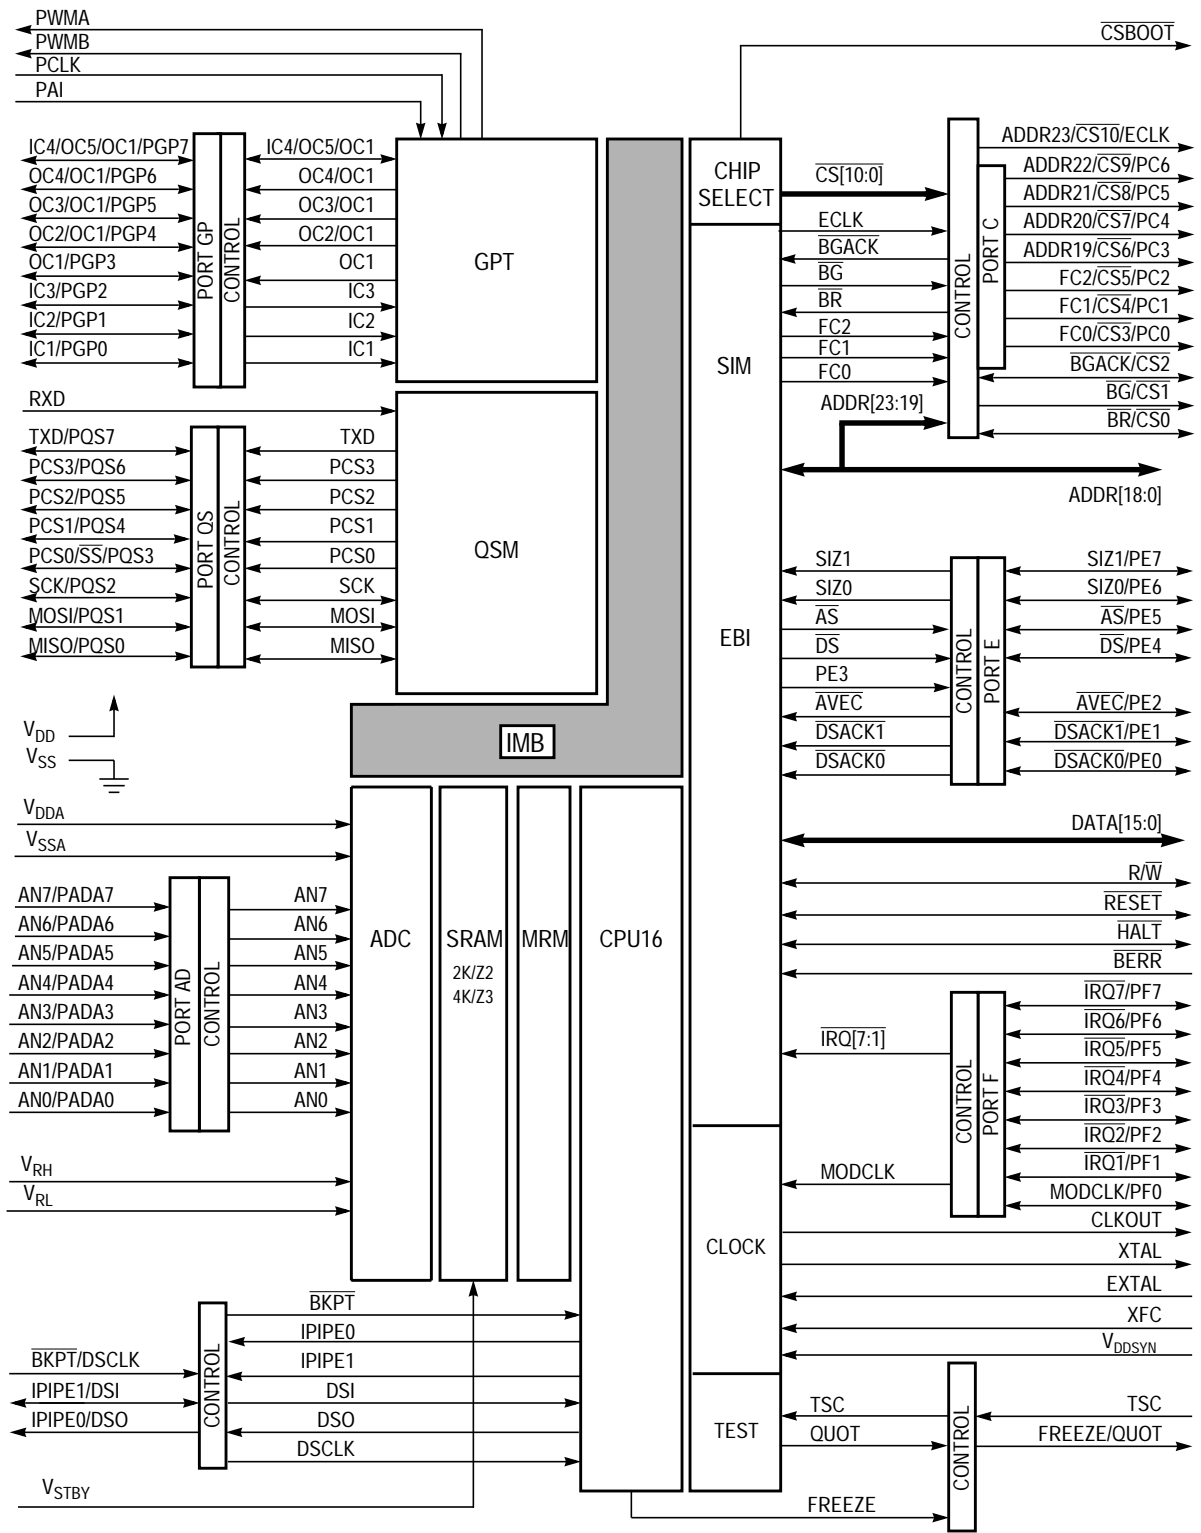 PWMA
PWMB
PCLK
PAI
CSBOOT
IC4/OC5/OC1/PGP7
OC4/OC1/PGP6
OC3/OC1/PGP5
OC2/OC1/PGP4
OC1/PGP3
IC3/PGP2
IC2/PGP1
IC1/PGP0
PORT GP
CONTROL
IC4/OC5/OC1
OC4/OC1
OC3/OC1
OC2/OC1
OC1
IC3
IC2
IC1
GPT
RXD
TXD/PQS7
PCS3/PQS6
PCS2/PQS5
PCS1/PQS4
PCS0/SS/PQS3
SCK/PQS2
MOSI/PQS1
MISO/PQS0
PORT QS
CONTROL
TXD
PCS3
PCS2
PCS1
PCS0
SCK
MOSI
MISO
QSM
IMB
VDD
VSS
VDDA
VSSA
AN7/PADA7
AN6/PADA6
AN5/PADA5
AN4/PADA4
AN3/PADA3
AN2/PADA2
AN1/PADA1
AN0/PADA0
PORT AD
CONTROL
AN7
AN6
AN5
AN4
AN3
AN2
AN1
AN0
VRH
VRL
ADC
SRAM
2K/Z2
4K/Z3
MRM
CPU16
BKPT/DSCLK
IPIPE1/DSI
IPIPE0/DSO
CONTROL
BKPT
IPIPE0
IPIPE1
DSI
DSO
DSCLK
VSTBY
CHIP
SELECT
SIM
EBI
CLOCK
TEST
CS[10:0]
ECLK
BGACK
BG
BR
FC2
FC1
FC0
ADDR[23:19]
CONTROL
PORT C
ADDR23/CS10/ECLK
ADDR22/CS9/PC6
ADDR21/CS8/PC5
ADDR20/CS7/PC4
ADDR19/CS6/PC3
FC2/CS5/PC2
FC1/CS4/PC1
FC0/CS3/PC0
BGACK/CS2
BG/CS1
BR/CS0
ADDR[18:0]
SIZ1
SIZ0
AS
DS
PE3
AVEC
DSACK1
DSACK0
CONTROL
PORT E
SIZ1/PE7
SIZ0/PE6
AS/PE5
DS/PE4
AVEC/PE2
DSACK1/PE1
DSACK0/PE0
DATA[15:0]
R/W
RESET
HALT
BERR
IRQ[7:1]
MODCLK
CONTROL
PORT F
IRQ7/PF7
IRQ6/PF6
IRQ5/PF5
IRQ4/PF4
IRQ3/PF3
IRQ2/PF2
IRQ1/PF1
MODCLK/PF0
CLKOUT
XTAL
EXTAL
XFC
VDDSYN
TSC
QUOT
FREEZE
CONTROL
TSC
FREEZE/QUOT